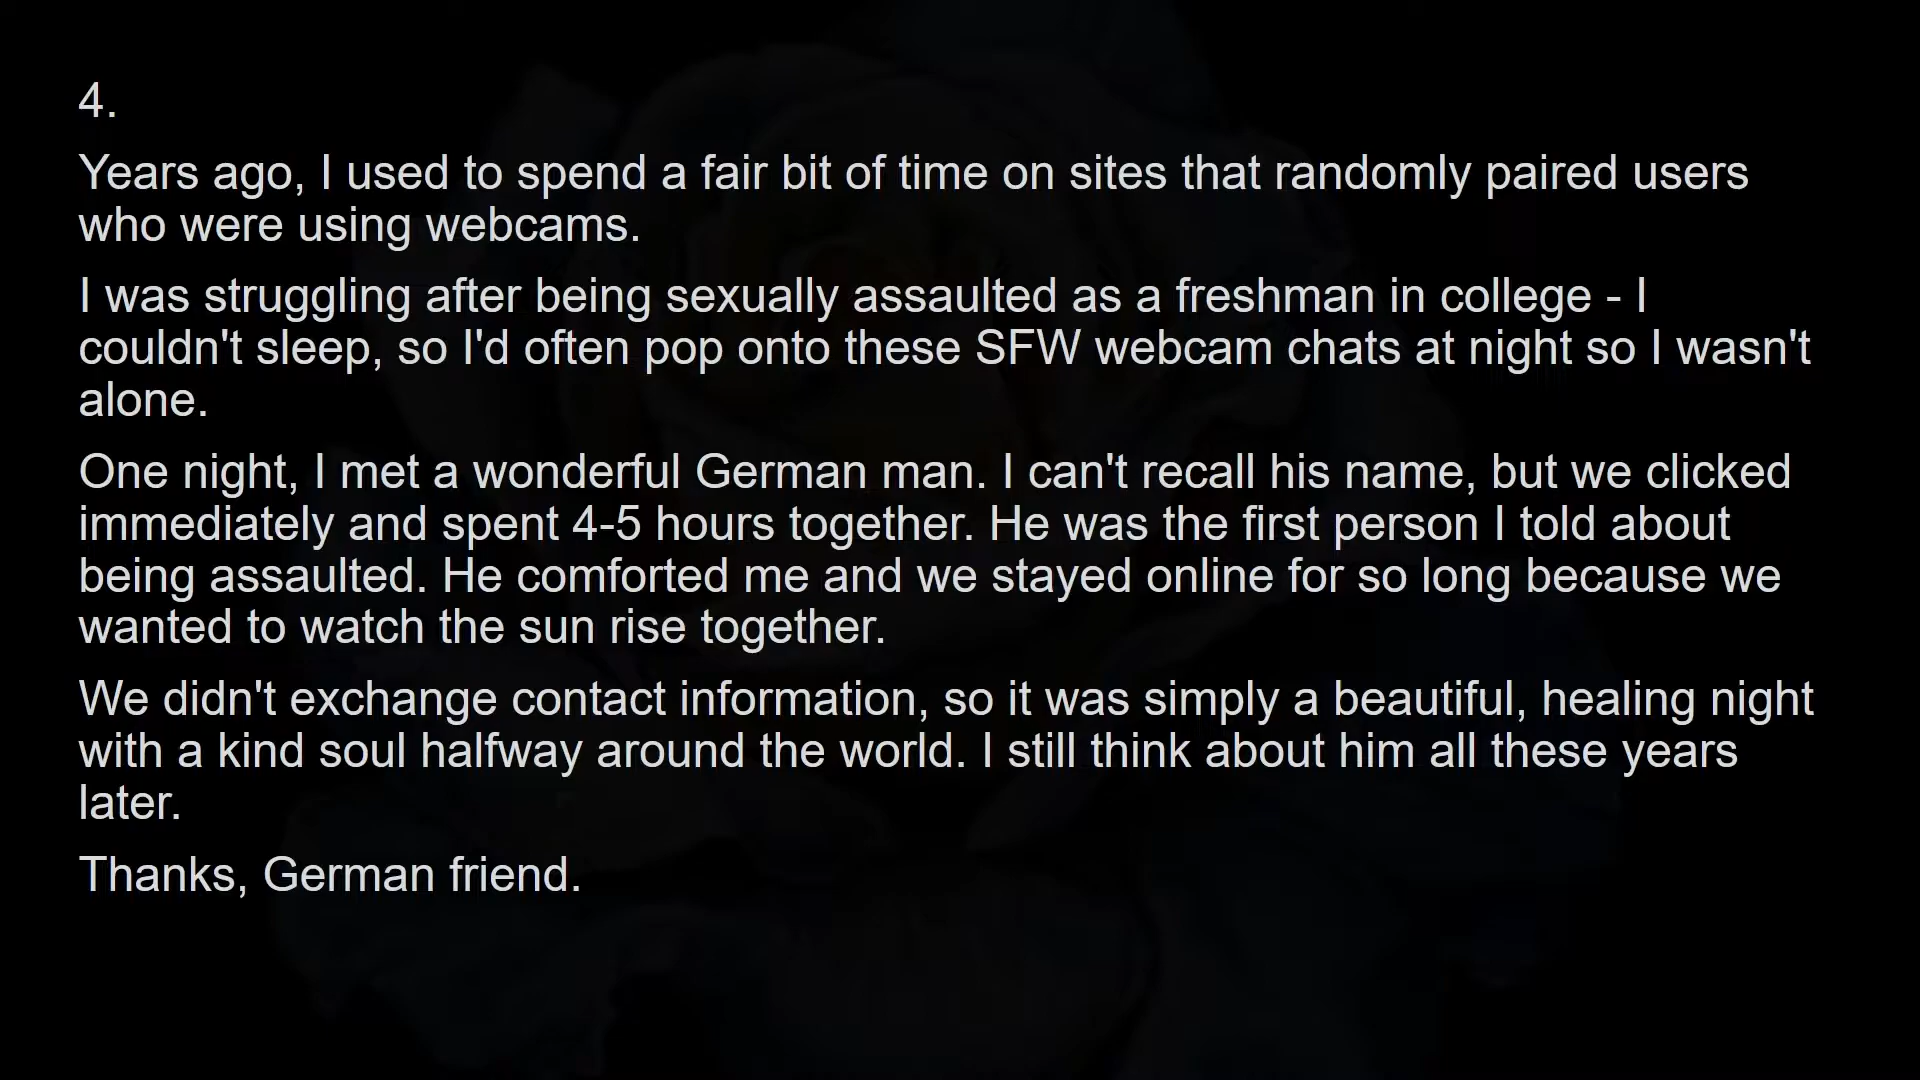 4.
Years ago, I used to spend a fair bit of time on sites that randomly paired users
who were using webcams.
I was struggling after being sexually assaulted as a freshman in college - I
couldn't sleep, so I'd often pop onto these SFW webcam chats at night so I wasn't
alone.
One night, I met a wonderful German man. I can't recall his name, but we clicked
immediately and spent 4-5 hours together. He was the first person I told about
being assaulted. He comforted me and we stayed online for so long because we
wanted to watch the sun rise together.
We didn't exchange contact information, so it was simply a beautiful, healing night
with a kind soul halfway around the world. I still think about him all these years
later.
Thanks, German friend.